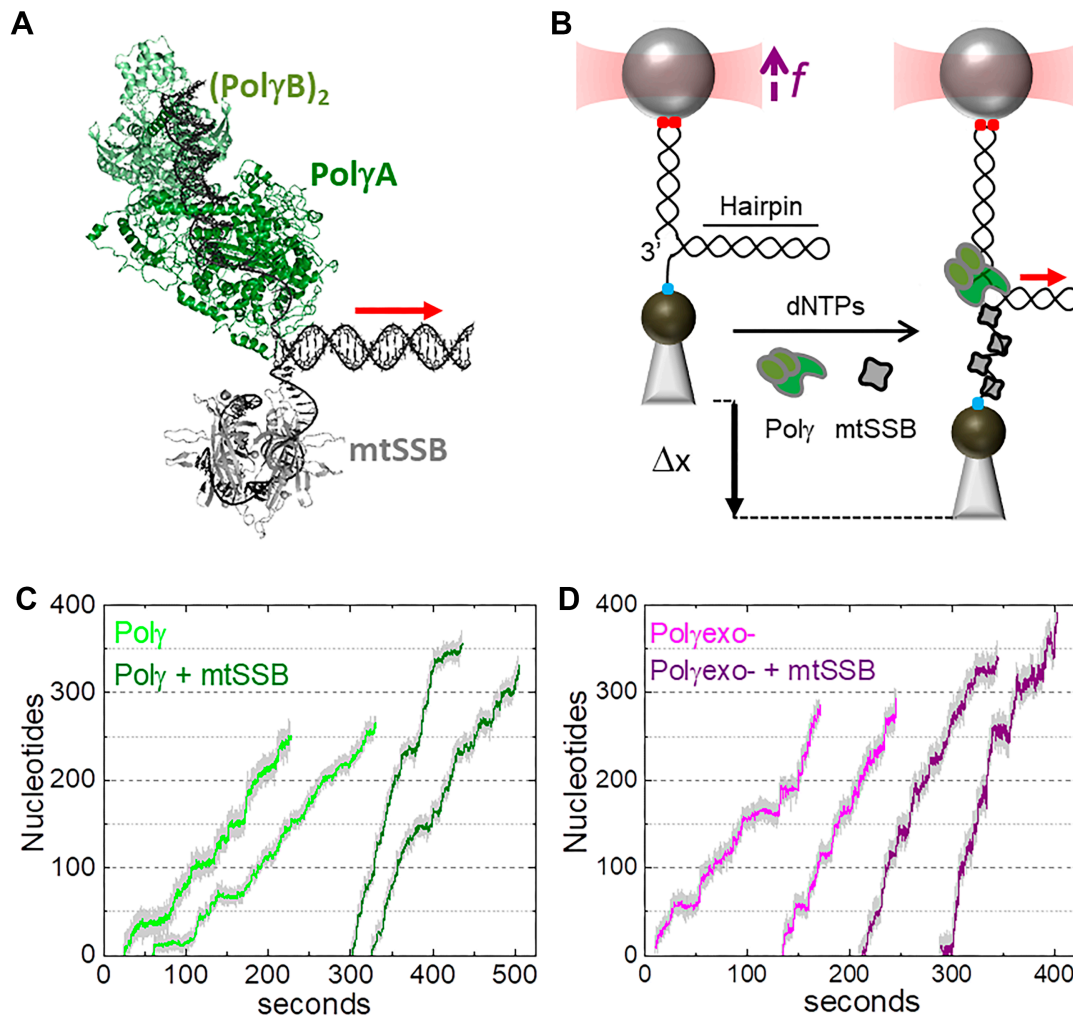 A
(PolγB)₂
PolγA
mtSSB
B
f
Hairpin
3'
dNTPs
Polγ mtSSB
Δx
C
Polγ
Polγ + mtSSB
Nucleotides
400
300
200
100
0
0 100 200 300 400 500
seconds
D
Polγexo-
Polγexo- + mtSSB
Nucleotides
400
300
200
100
0
0 100 200 300 400
seconds